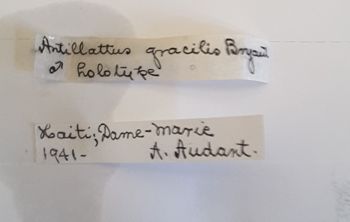 Antillattus gracilis Bryant
♂ holotype
Haiti; Dame-Marie
1941- A. Audant.